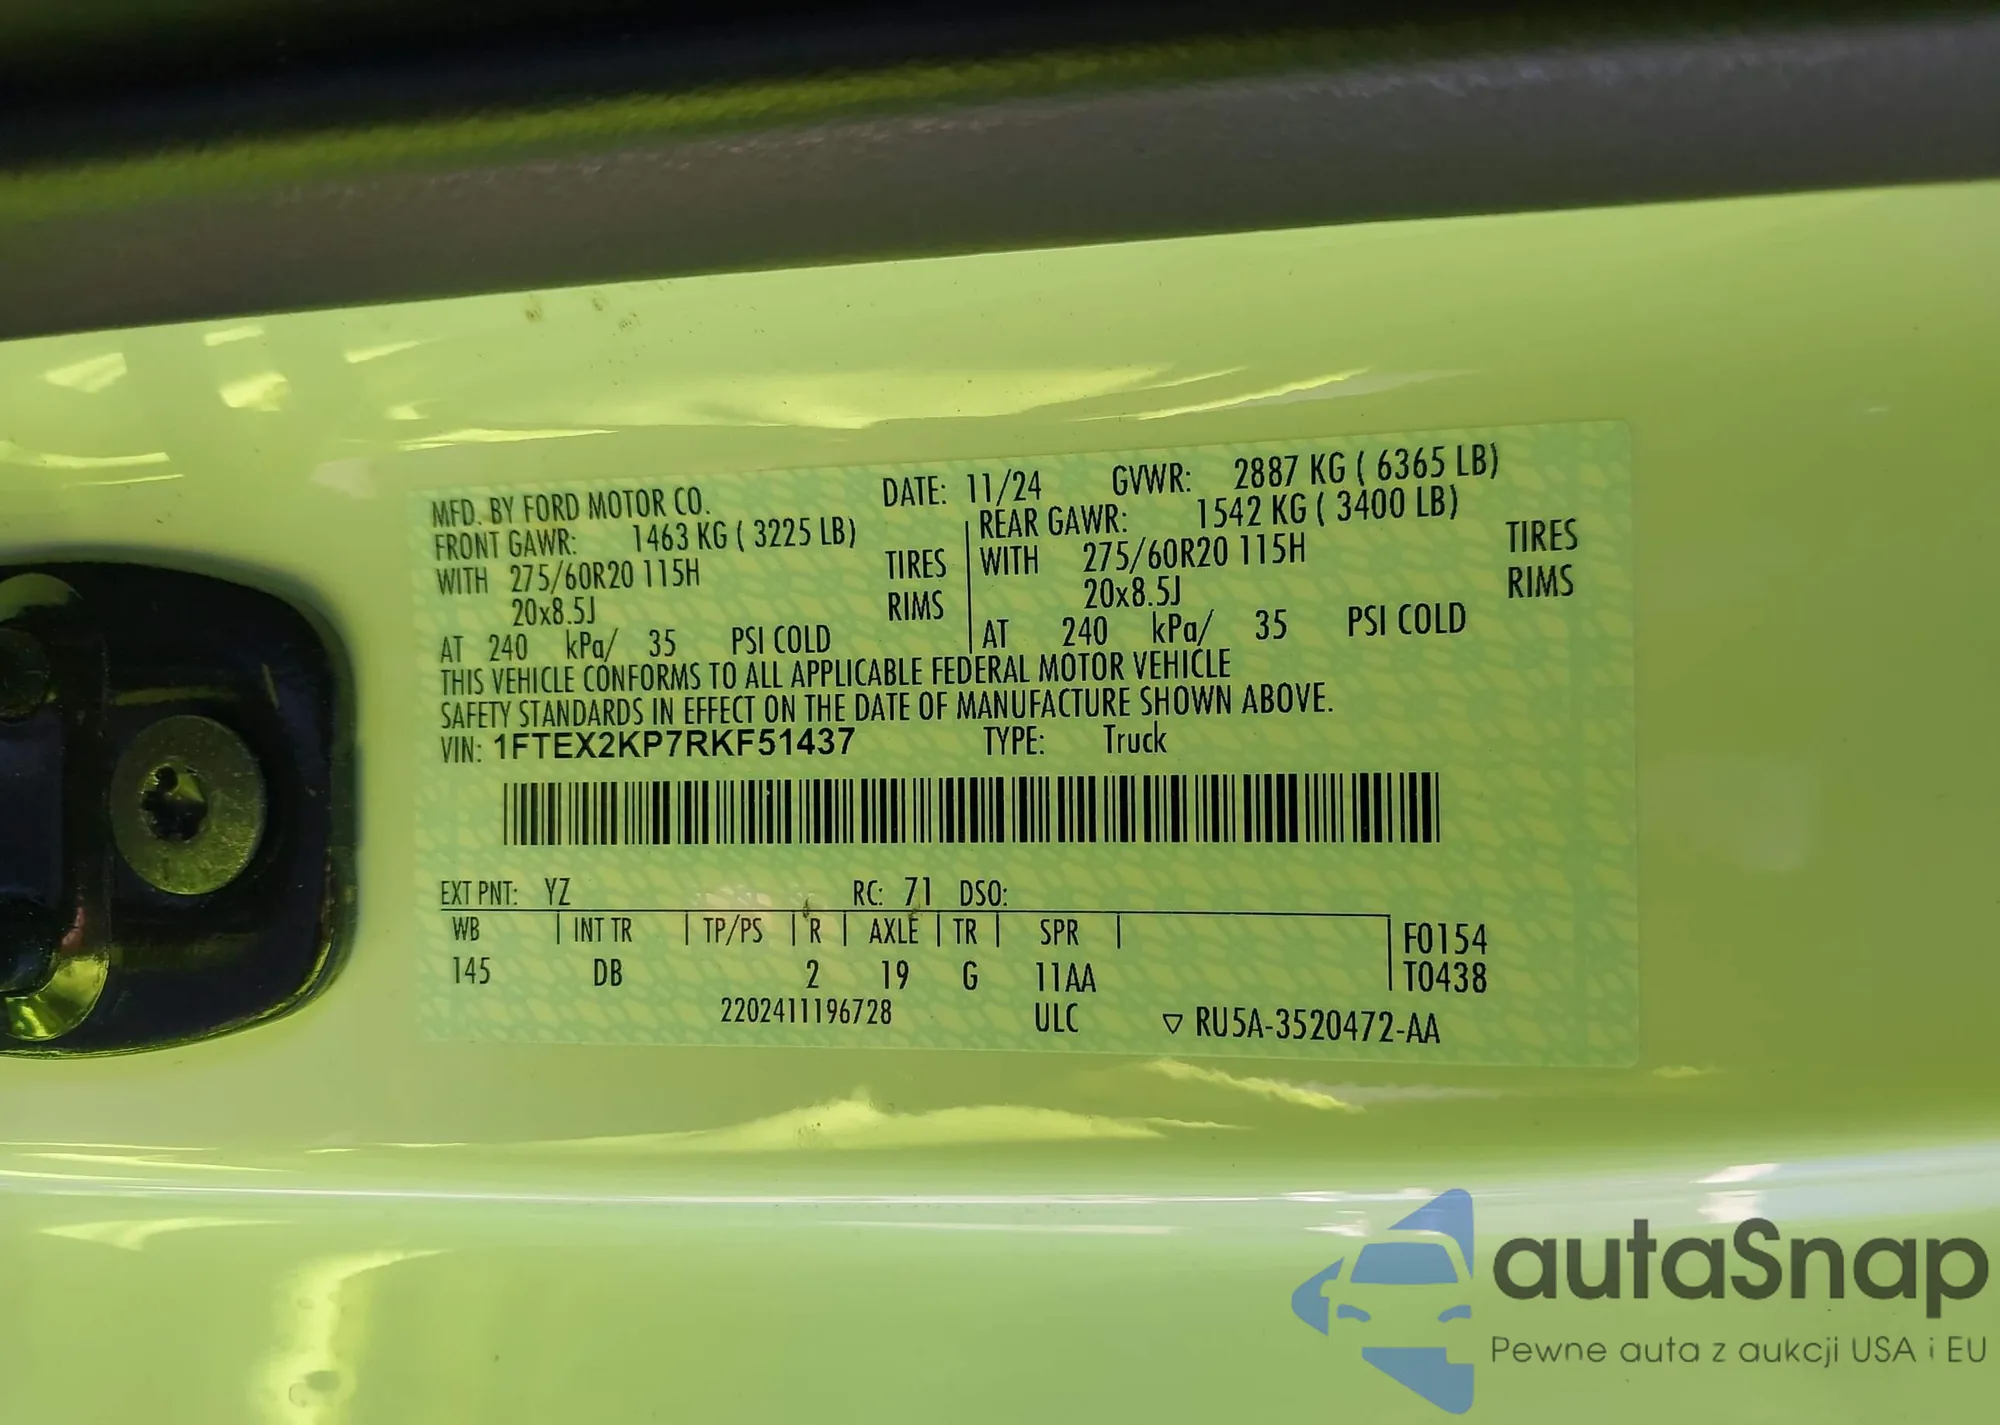 MFD. BY FORD MOTOR CO. DATE: 11/24 GVWR: 2887 KG ( 6365 LB)
FRONT GAWR: 1463 KG ( 3225 LB) REAR GAWR: 1542 KG ( 3400 LB)
WITH 275/60R20 115H TIRES WITH 275/60R20 115H TIRES
20x8.5J RIMS 20x8.5J RIMS
AT 240 kPa/ 35 PSI COLD AT 240 kPa/ 35 PSI COLD
THIS VEHICLE CONFORMS TO ALL APPLICABLE FEDERAL MOTOR VEHICLE
SAFETY STANDARDS IN EFFECT ON THE DATE OF MANUFACTURE SHOWN ABOVE.
VIN: 1FTEX2KP7RKF51437 TYPE: Truck
EXT PNT: YZ RC: 71 DSO:
WB INT TR TP/PS R AXLE TR SPR F0154
145 DB 2 19 G 11AA T0438
2202411196728 ULC ▽ RU5A-3520472-AA
autaSnap
Pewne auta z aukcji USA i EU